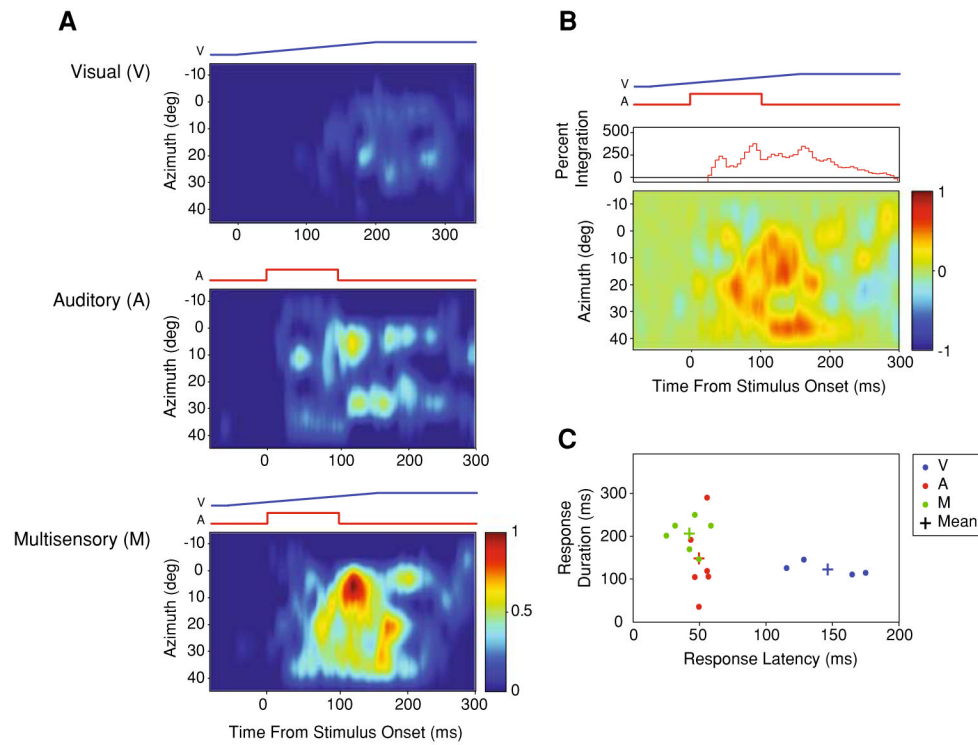 A
V
Visual (V)
Azimuth (deg)
-10
0
10
20
30
40
0
100
200
300
A
Auditory (A)
Azimuth (deg)
-10
0
10
20
30
40
0
100
200
300
V
A
Multisensory (M)
Azimuth (deg)
-10
0
10
20
30
40
1
0.5
0
0
100
200
300
Time From Stimulus Onset (ms)
B
V
A
Percent
Integration
500
250
0
Azimuth (deg)
-10
0
10
20
30
40
1
0
-1
0
100
200
300
Time From Stimulus Onset (ms)
C
Response
Duration (ms)
300
200
100
0
0
50
100
150
200
Response Latency (ms)
V
A
M
Mean